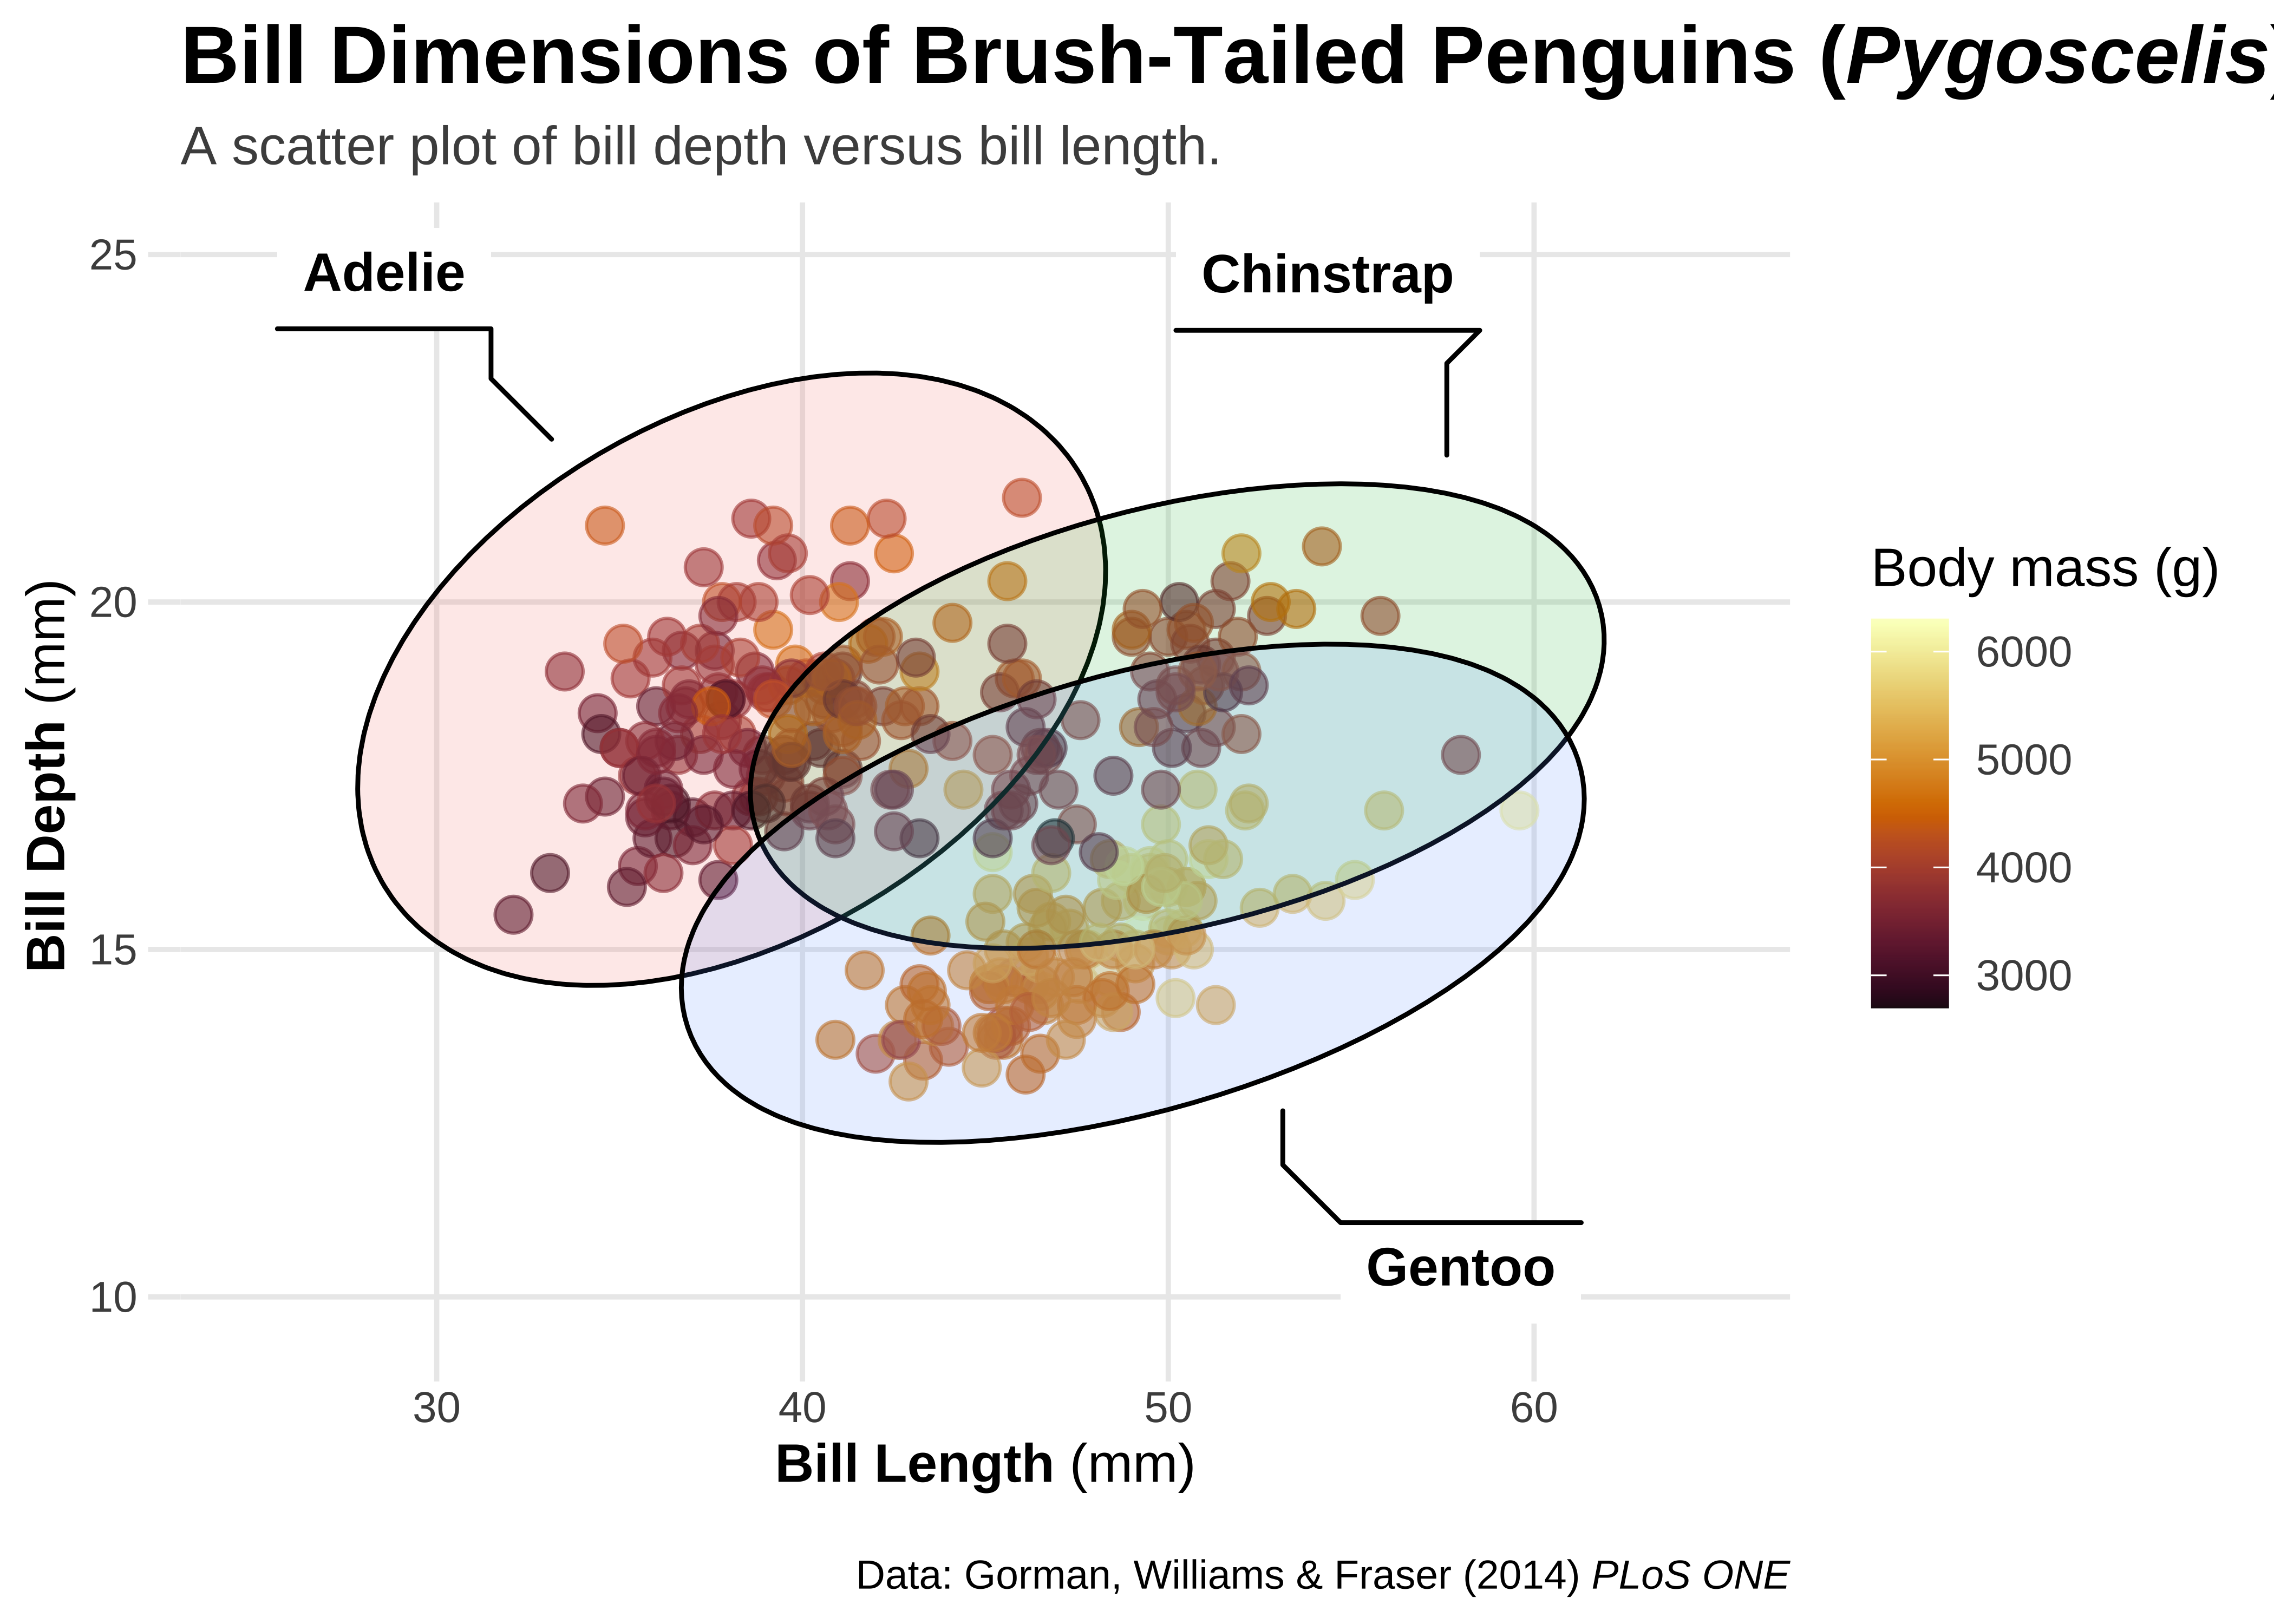 Bill Dimensions of Brush-Tailed Penguins (Pygoscelis)
A scatter plot of bill depth versus bill length.
25
Adelie
Chinstrap
20
15
10
Bill Depth (mm)
Gentoo
30 40 50 60
Bill Length (mm)
Body mass (g)
6000
5000
4000
3000
Data: Gorman, Williams & Fraser (2014) PLoS ONE